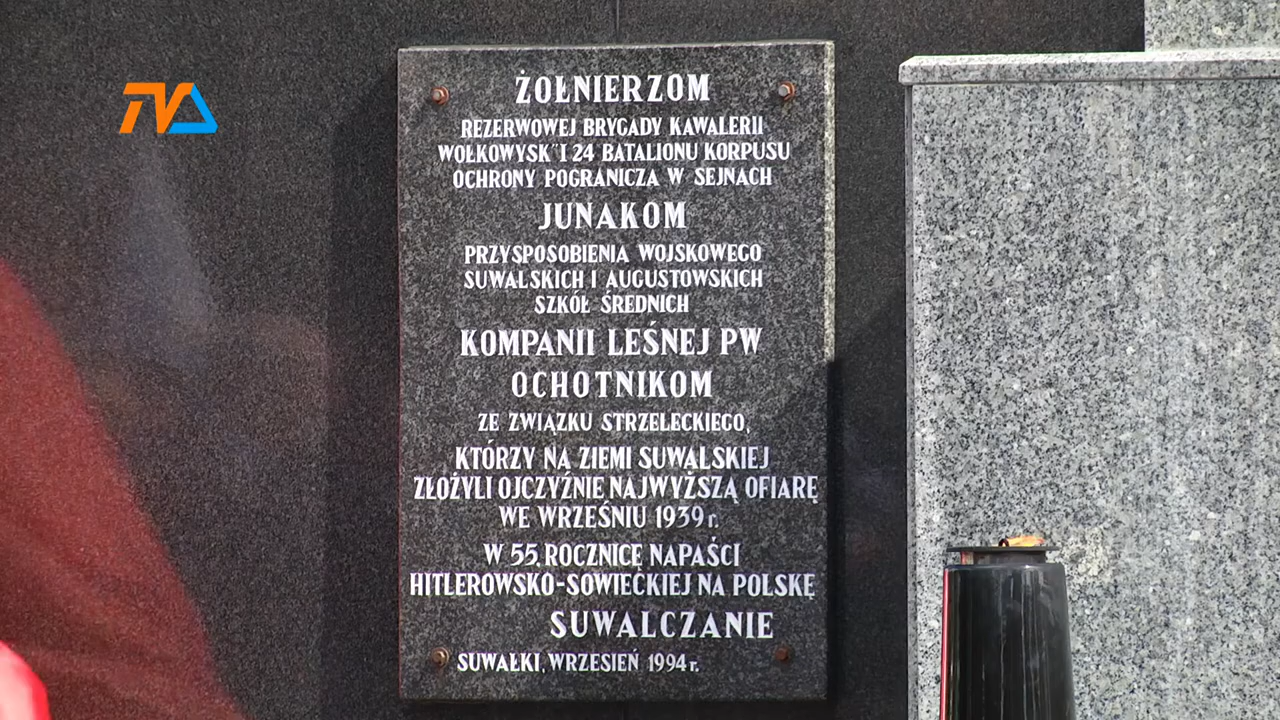 TVA
ŻOŁNIERZOM
REZERWOWEJ BRYGADY KAWALERII
WOŁKOWYSK" I 24 BATALIONU KORPUSU
OCHRONY POGRANICZA W SEJNACH
JUNAKOM
PRZYSPOSOBIENIA WOJSKOWEGO
SUWALSKICH I AUGUSTOWSKICH
SZKÓŁ ŚREDNICH
KOMPANII LEŚNEJ PW
OCHOTNIKOM
ZE ZWIĄZKU STRZELECKIEGO,
KTÓRZY NA ZIEMI SUWALSKIEJ
ZŁOŻYLI OJCZYŹNIE NAJWYŻSZĄ OFIARĘ
WE WRZEŚNIU 1939 r.
W 55. ROCZNICĘ NAPAŚCI
HITLEROWSKO-SOWIECKIEJ NA POLSKĘ
SUWALCZANIE
SUWAŁKI, WRZESIEŃ 1994 r.